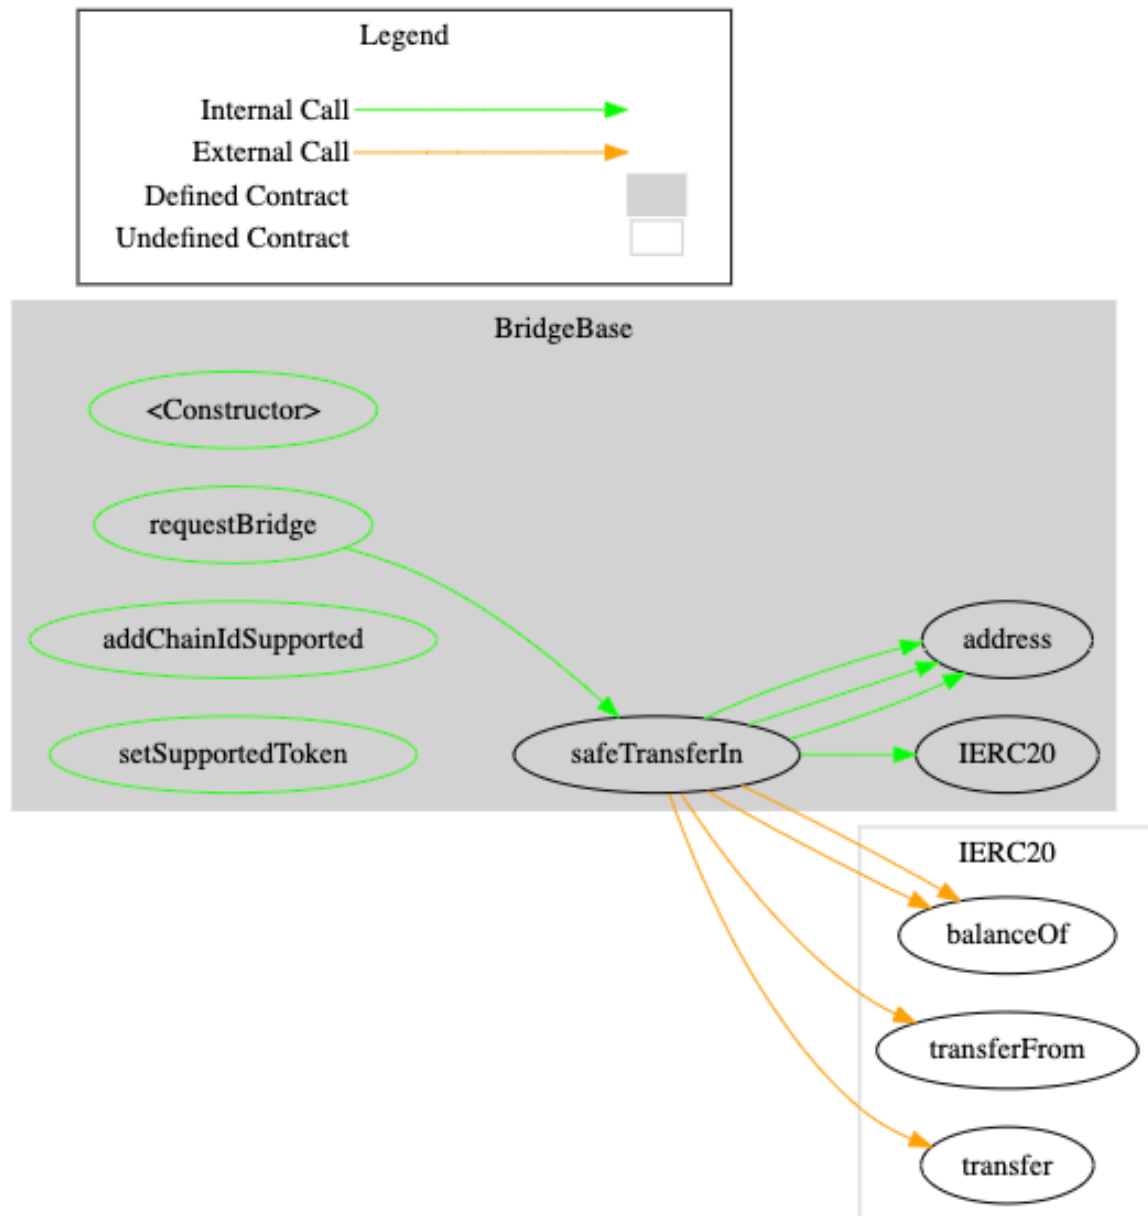 Legend
Internal Call
External Call
Defined Contract
Undefined Contract
BridgeBase
<Constructor>
requestBridge
addChainIdSupported
address
setSupportedToken
safeTransferIn
IERC20
IERC20
balanceOf
transferFrom
transfer